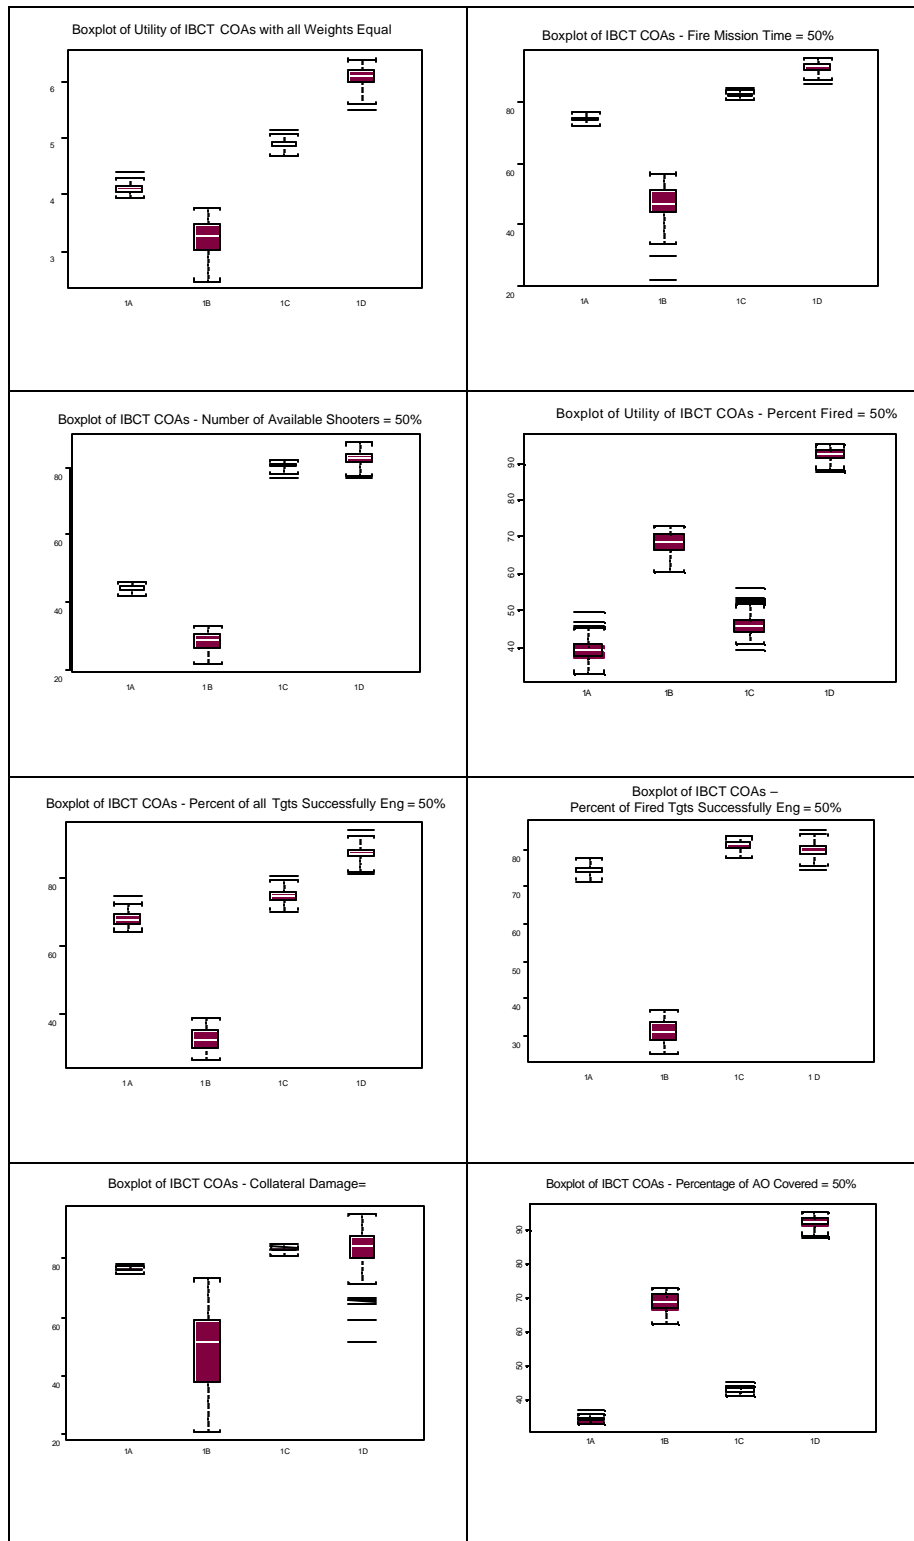 Boxplot of Utility of IBCT COAs with all Weights Equal
6
5
4
3
1A 1B 1C 1D
Boxplot of IBCT COAs - Fire Mission Time = 50%
80
60
40
20
1A 1B 1C 1D
Boxplot of IBCT COAs - Number of Available Shooters = 50%
80
60
40
20
1A 1B 1C 1D
Boxplot of Utility of IBCT COAs - Percent Fired = 50%
90
80
70
60
50
40
1A 1B 1C 1D
Boxplot of IBCT COAs - Percent of all Tgts Successfully Eng = 50%
80
60
40
1A 1B 1C 1D
Boxplot of IBCT COAs –
Percent of Fired Tgts Successfully Eng = 50%
80
70
60
50
40
30
1A 1B 1C 1D
Boxplot of IBCT COAs - Collateral Damage=
80
60
40
20
1A 1B 1C 1D
Boxplot of IBCT COAs - Percentage of AO Covered = 50%
90
80
70
60
50
40
1A 1B 1C 1D